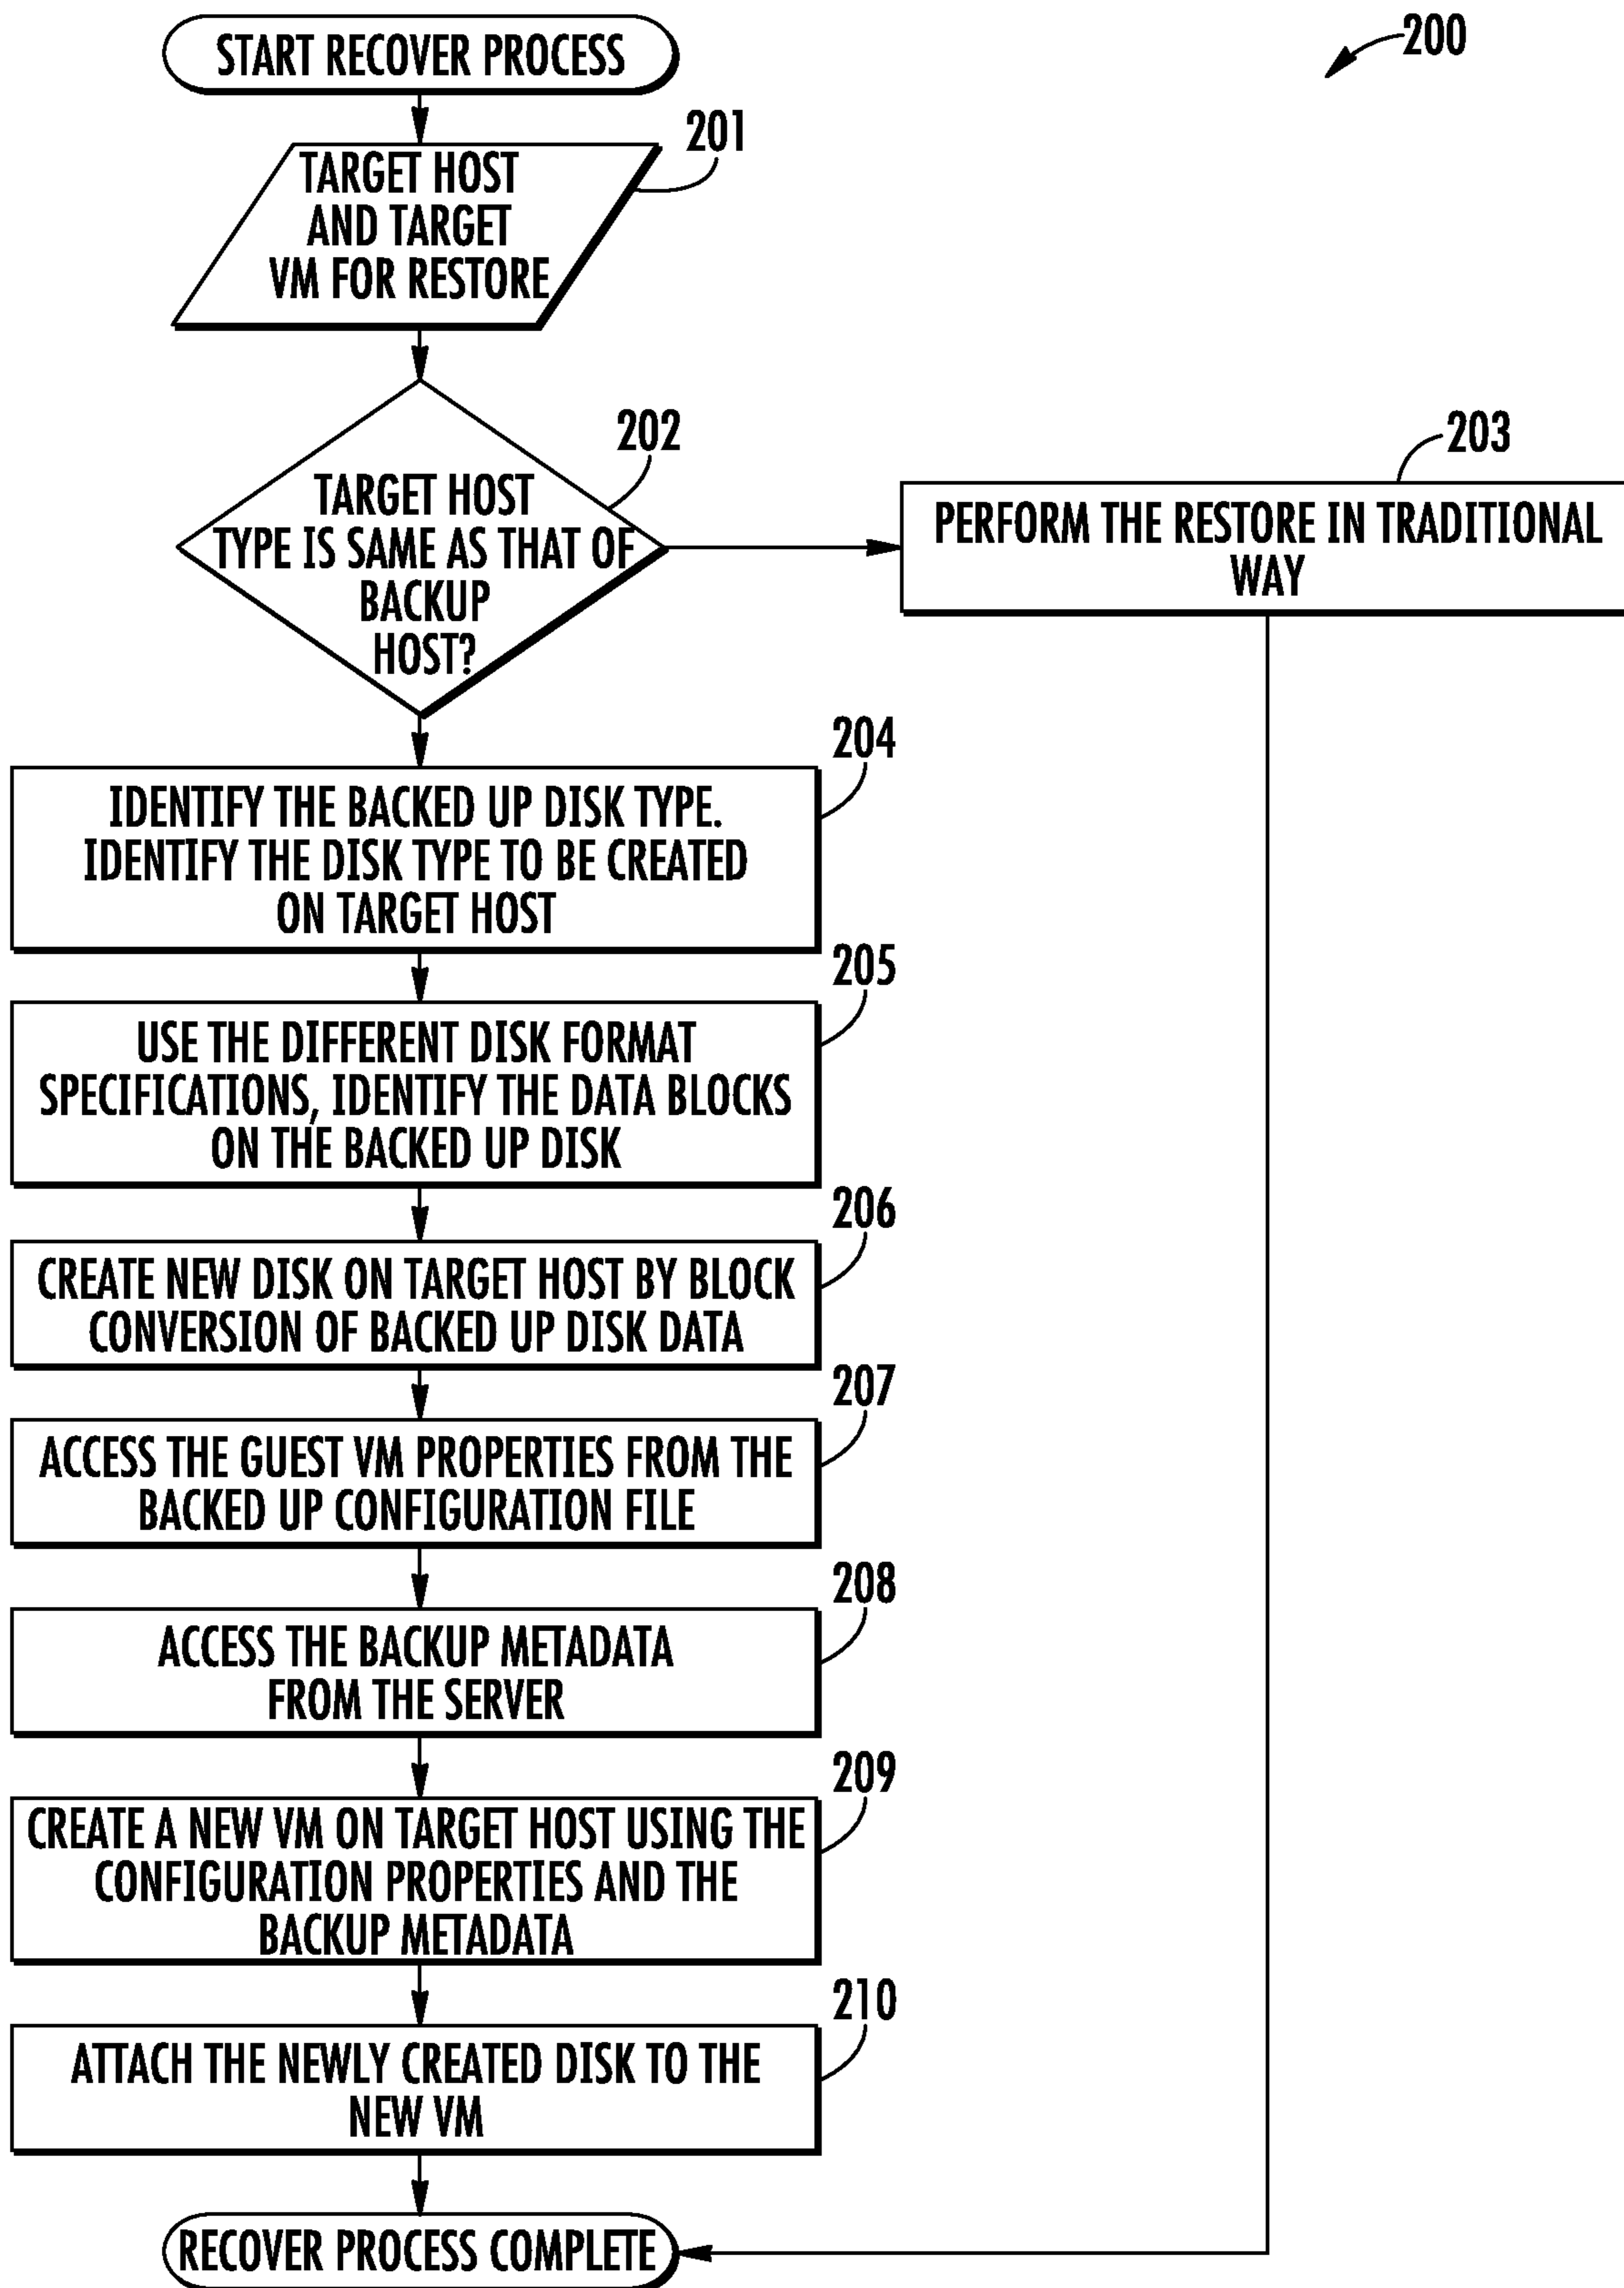 START RECOVER PROCESS
200
201
TARGET HOST
AND TARGET
VM FOR RESTORE
202
TARGET HOST
TYPE IS SAME AS THAT OF
BACKUP
HOST?
203
PERFORM THE RESTORE IN TRADITIONAL
WAY
204
IDENTIFY THE BACKED UP DISK TYPE.
IDENTIFY THE DISK TYPE TO BE CREATED
ON TARGET HOST
205
USE THE DIFFERENT DISK FORMAT
SPECIFICATIONS, IDENTIFY THE DATA BLOCKS
ON THE BACKED UP DISK
206
CREATE NEW DISK ON TARGET HOST BY BLOCK
CONVERSION OF BACKED UP DISK DATA
207
ACCESS THE GUEST VM PROPERTIES FROM THE
BACKED UP CONFIGURATION FILE
208
ACCESS THE BACKUP METADATA
FROM THE SERVER
209
CREATE A NEW VM ON TARGET HOST USING THE
CONFIGURATION PROPERTIES AND THE
BACKUP METADATA
210
ATTACH THE NEWLY CREATED DISK TO THE
NEW VM
RECOVER PROCESS COMPLETE